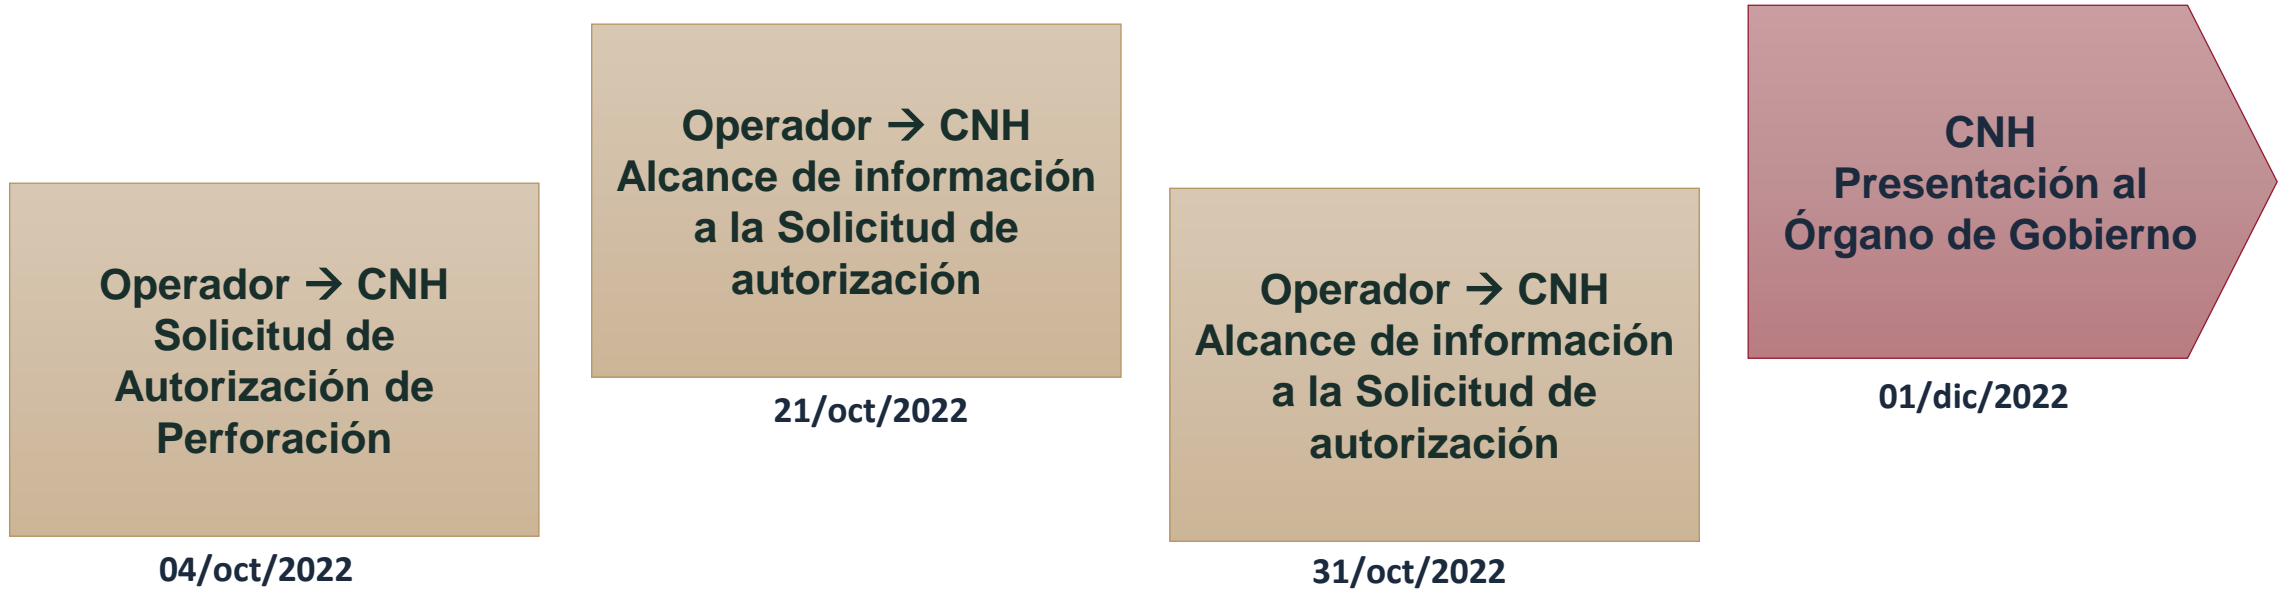 Operador → CNH
Solicitud de
Autorización de
Perforación
04/oct/2022
Operador → CNH
Alcance de información
a la Solicitud de
autorización
21/oct/2022
Operador → CNH
Alcance de información
a la Solicitud de
autorización
31/oct/2022
CNH
Presentación al
Órgano de Gobierno
01/dic/2022